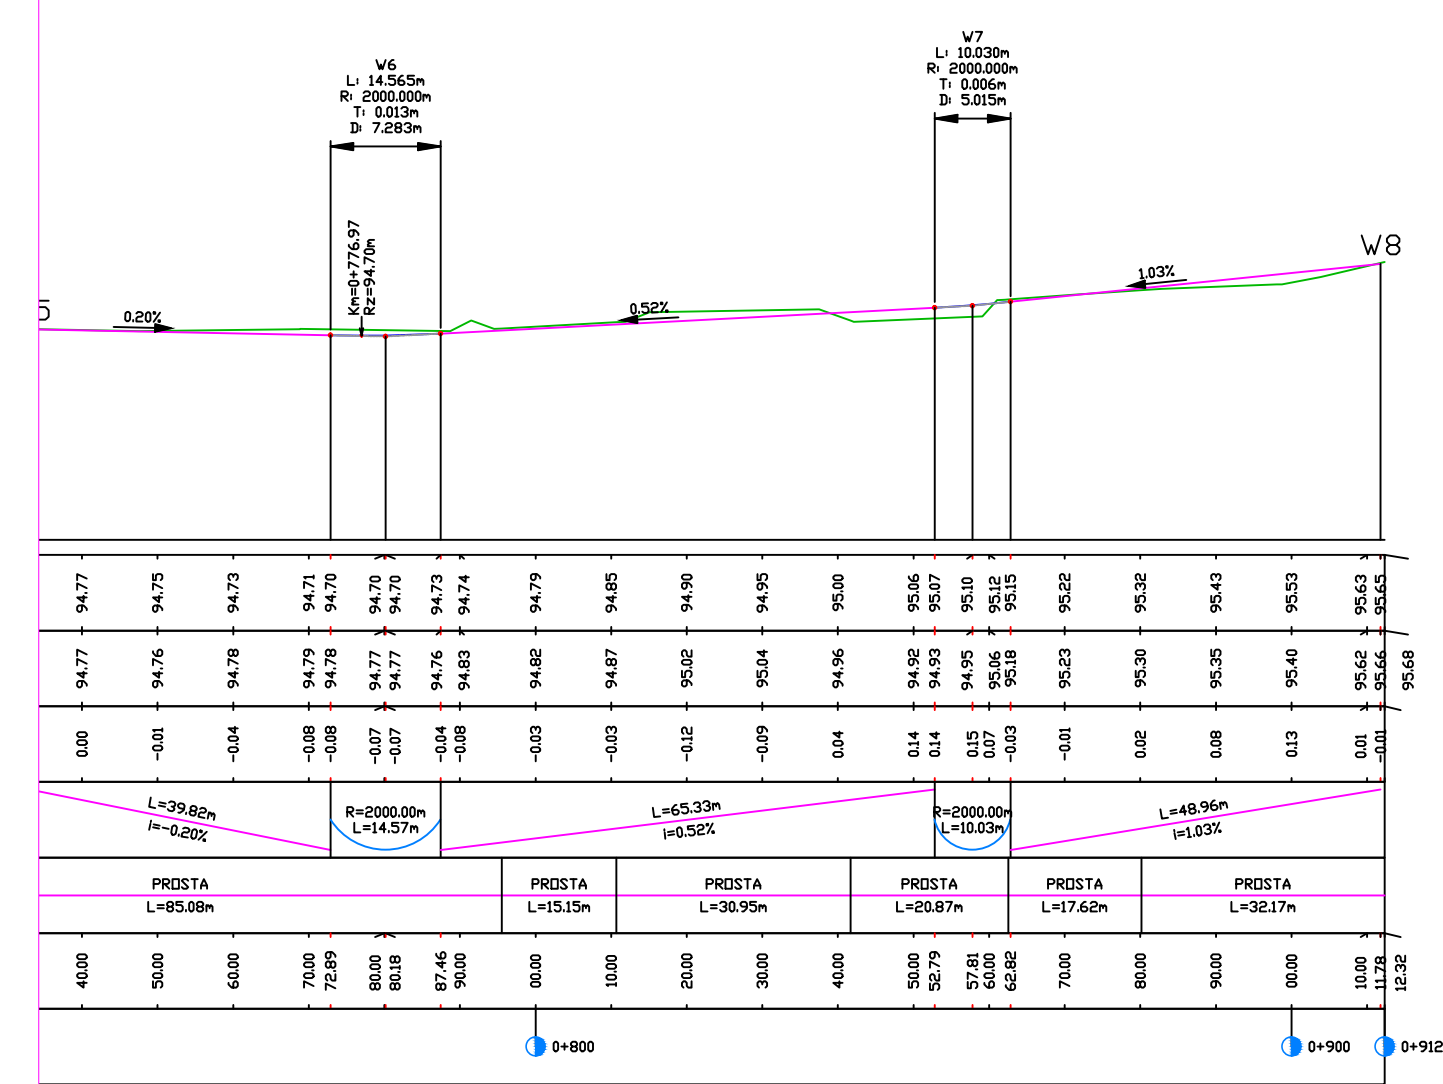 W7
L: 10.030m
R: 2000.000m
T: 0.006m
D: 5.015m
W6
L: 14.565m
R: 2000.000m
T: 0.013m
D: 7.283m
Km=0+776.97
Rz=94.70m
W8
5
0.20%
0.52%
1.03%
94.77 94.75 94.73 94.71 94.70 94.70 94.70 94.73 94.74 94.79 94.85 94.90 94.95 95.00 95.06 95.07 95.10 95.12 95.15 95.22 95.32 95.43 95.53 95.63 95.65
94.77 94.76 94.78 94.79 94.78 94.77 94.77 94.76 94.83 94.82 94.87 95.02 95.04 94.96 94.92 94.93 94.95 95.06 95.18 95.23 95.30 95.35 95.40 95.62 95.66 95.68
0.00 -0.01 -0.04 -0.08 -0.08 -0.07 -0.07 -0.04 -0.08 -0.03 -0.03 -0.12 -0.09 0.04 0.14 0.14 0.15 0.07 -0.03 -0.01 0.02 0.08 0.13 0.01 -0.01
L=39.82m
i=-0.20%
R=2000.00m
L=14.57m
L=65.33m
i=0.52%
R=2000.00m
L=10.03m
L=48.96m
i=1.03%
PROSTA PROSTA PROSTA PROSTA PROSTA PROSTA
L=85.08m L=15.15m L=30.95m L=20.87m L=17.62m L=32.17m
40.00 50.00 60.00 70.00 72.89 80.00 80.18 87.46 90.00 00.00 10.00 20.00 30.00 40.00 50.00 52.79 57.81 60.00 62.82 70.00 80.00 90.00 00.00 10.00 11.78 12.32
0+800 0+900 0+912